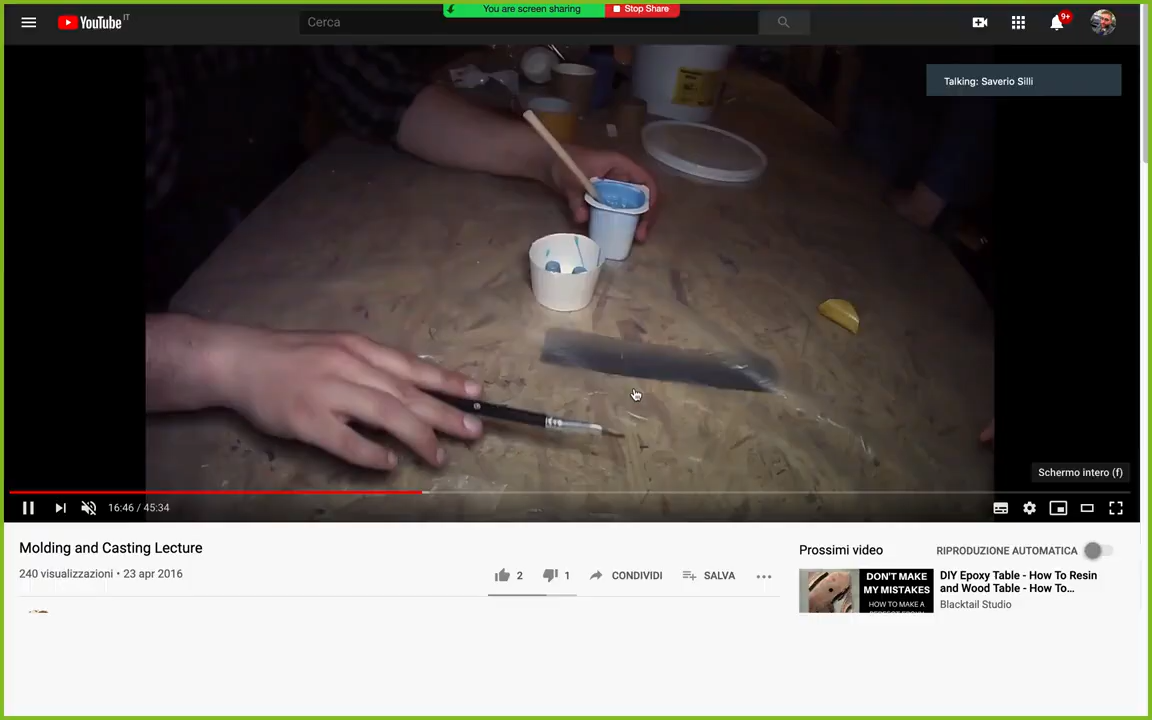 You are screen sharing
Stop Share
YouTube IT
Cerca
9+
Talking: Saverio Silli
Schermo intero (f)
16:46 / 45:34
Molding and Casting Lecture
240 visualizzazioni • 23 apr 2016
2
1
CONDIVIDI
SALVA
Prossimi video
RIPRODUZIONE AUTOMATICA
DON'T MAKE
MY MISTAKES
HOW TO MAKE A
DIY Epoxy Table - How To Resin
and Wood Table - How To...
Blacktail Studio